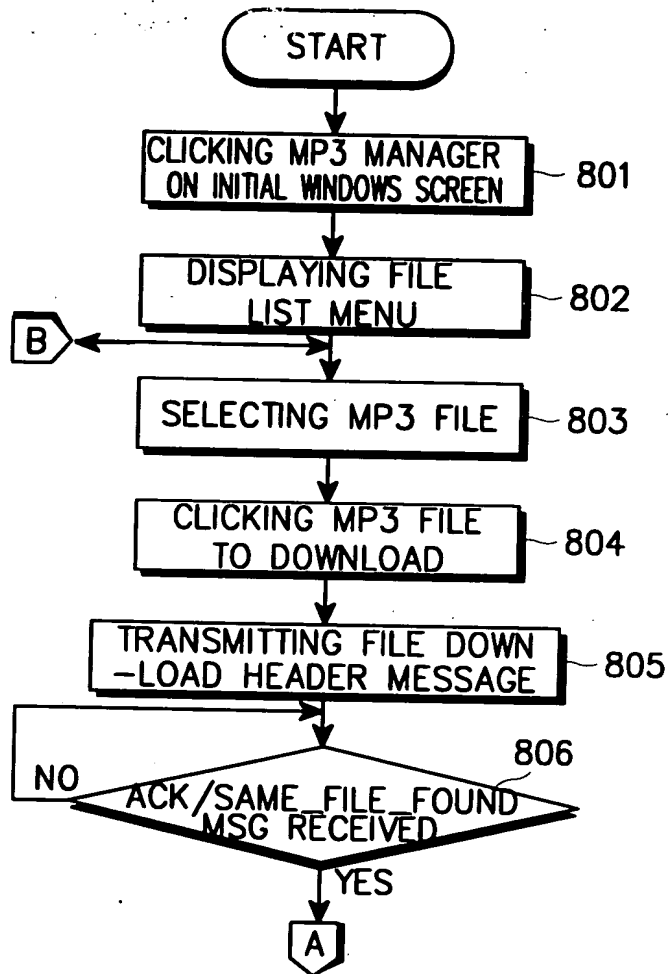 START
CLICKING MP3 MANAGER
ON INITIAL WINDOWS SCREEN
801
DISPLAYING FILE
LIST MENU
802
B
SELECTING MP3 FILE
803
CLICKING MP3 FILE
TO DOWNLOAD
804
TRANSMITTING FILE DOWN
-LOAD HEADER MESSAGE
805
806
NO
ACK/SAME_FILE_FOUND
MSG RECEIVED
YES
A